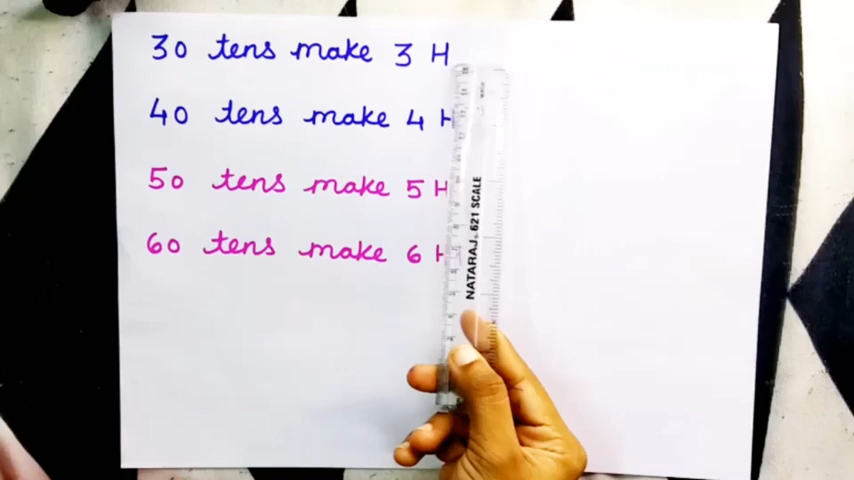 30 tens make 3 H
40 tens make 4 H
50 tens make 5 H
60 tens make 6 H
NATARAJ 621 SCALE